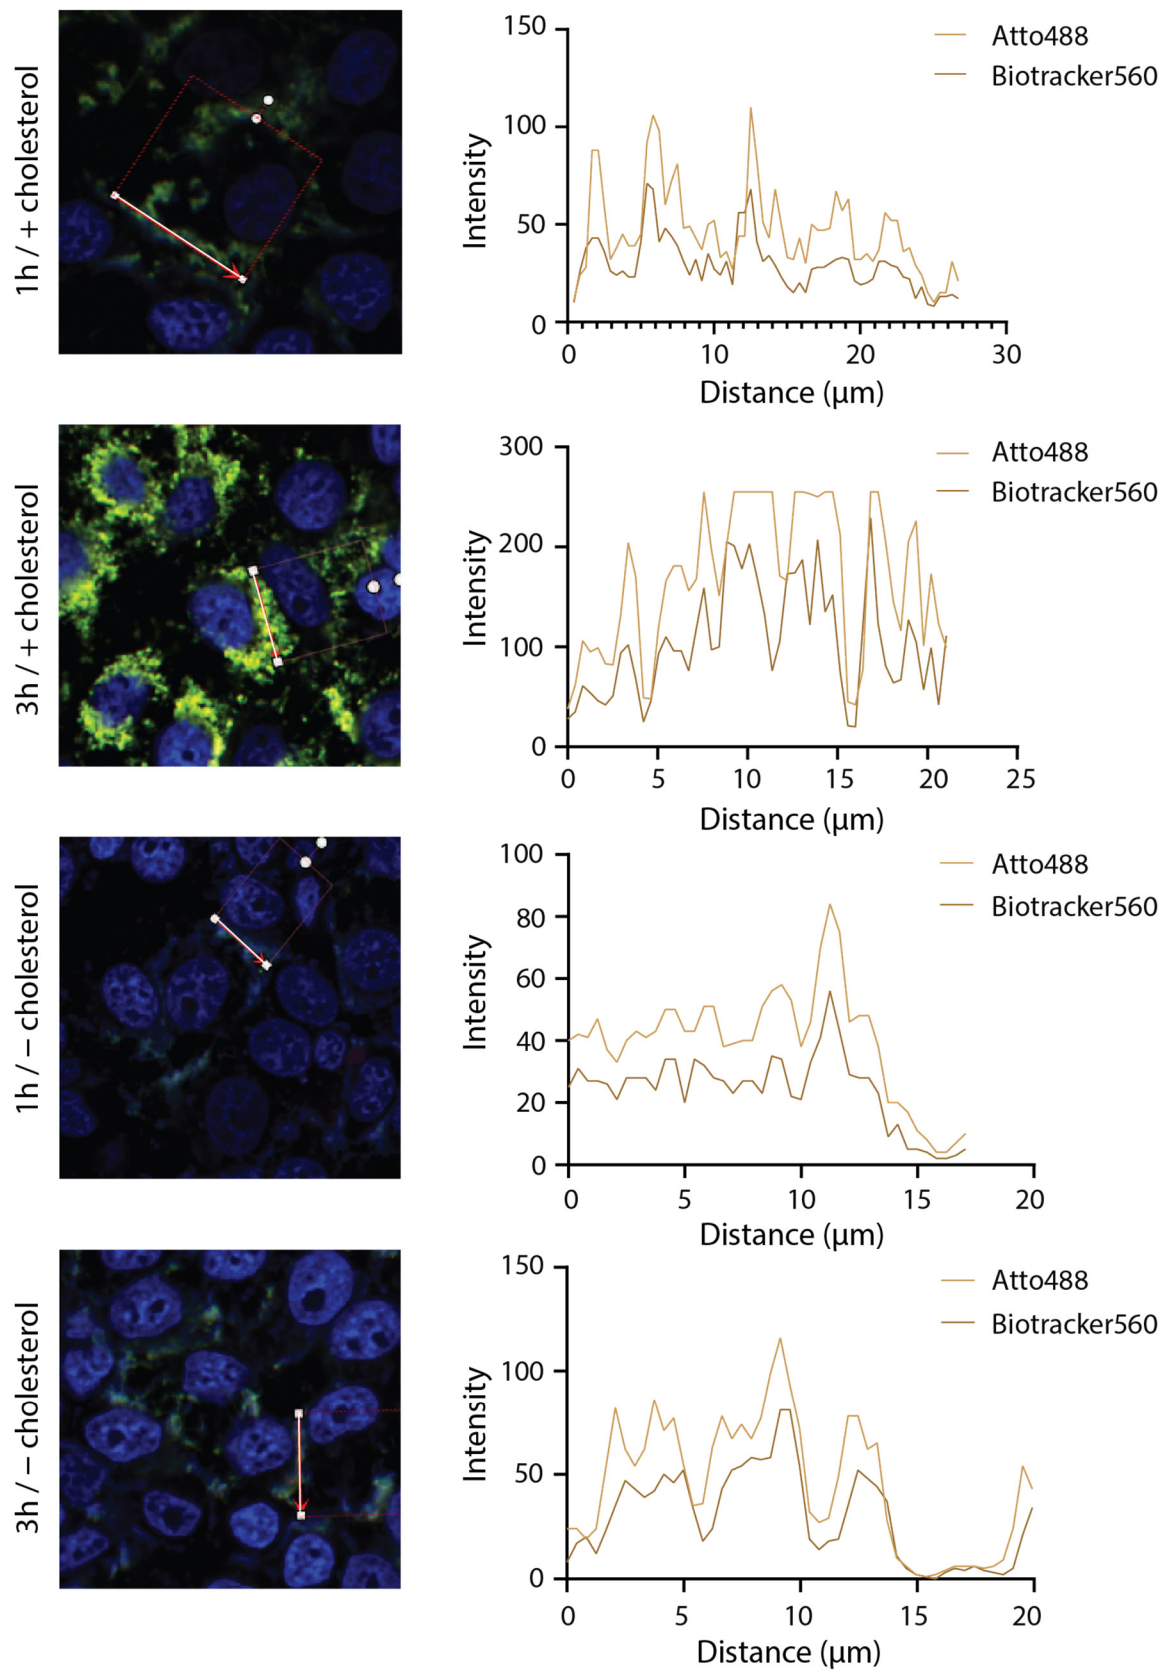 1h / + cholesterol
150
100
50
0
Intensity
0
10
20
30
Distance (μm)
Atto488
Biotracker560
3h / + cholesterol
300
200
100
0
Intensity
0
5
10
15
20
25
Distance (μm)
Atto488
Biotracker560
1h / − cholesterol
100
80
60
40
20
0
Intensity
0
5
10
15
20
Distance (μm)
Atto488
Biotracker560
3h / − cholesterol
150
100
50
0
Intensity
0
5
10
15
20
Distance (μm)
Atto488
Biotracker560